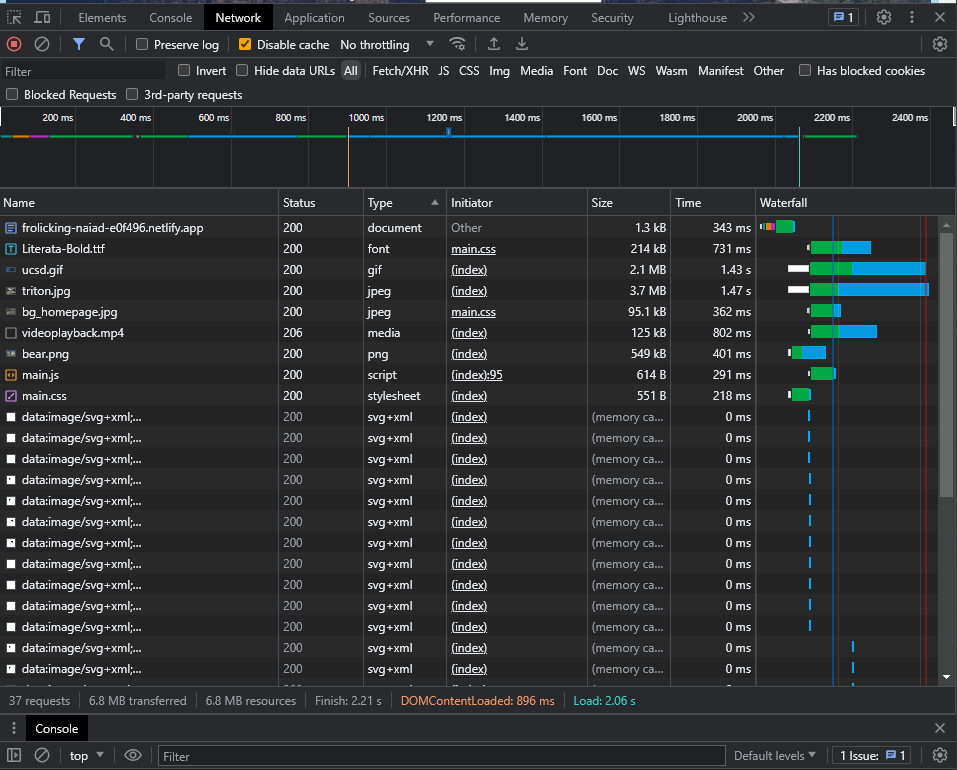 Elements Console Network Application Sources Performance Memory Security Lighthouse 1
Preserve log Disable cache No throttling
Filter Invert Hide data URLs All Fetch/XHR JS CSS Img Media Font Doc WS Wasm Manifest Other Has blocked cookies
Blocked Requests 3rd-party requests
200 ms 400 ms 600 ms 800 ms 1000 ms 1200 ms 1400 ms 1600 ms 1800 ms 2000 ms 2200 ms 2400 ms
Name Status Type Initiator Size Time Waterfall
frolicking-naiad-e0f496.netlify.app 200 document Other 1.3 kB 343 ms
Literata-Bold.ttf 200 font main.css 214 kB 731 ms
ucsd.gif 200 gif (index) 2.1 MB 1.43 s
triton.jpg 200 jpeg (index) 3.7 MB 1.47 s
bg_homepage.jpg 200 jpeg main.css 95.1 kB 362 ms
videoplayback.mp4 206 media (index) 125 kB 802 ms
bear.png 200 png (index) 549 kB 401 ms
main.js 200 script (index):95 614 B 291 ms
main.css 200 stylesheet (index) 551 B 218 ms
data:image/svg+xml;... 200 svg+xml (index) (memory ca... 0 ms
data:image/svg+xml;... 200 svg+xml (index) (memory ca... 0 ms
data:image/svg+xml;... 200 svg+xml (index) (memory ca... 0 ms
data:image/svg+xml;... 200 svg+xml (index) (memory ca... 0 ms
data:image/svg+xml;... 200 svg+xml (index) (memory ca... 0 ms
data:image/svg+xml;... 200 svg+xml (index) (memory ca... 0 ms
data:image/svg+xml;... 200 svg+xml (index) (memory ca... 0 ms
data:image/svg+xml;... 200 svg+xml (index) (memory ca... 0 ms
data:image/svg+xml;... 200 svg+xml (index) (memory ca... 0 ms
data:image/svg+xml;... 200 svg+xml (index) (memory ca... 0 ms
data:image/svg+xml;... 200 svg+xml (index) (memory ca... 0 ms
data:image/svg+xml;... 200 svg+xml (index) (memory ca... 0 ms
data:image/svg+xml;... 200 svg+xml (index) (memory ca... 0 ms
37 requests 6.8 MB transferred 6.8 MB resources Finish: 2.21 s DOMContentLoaded: 896 ms Load: 2.06 s
Console
top Filter Default levels 1 Issue: 1